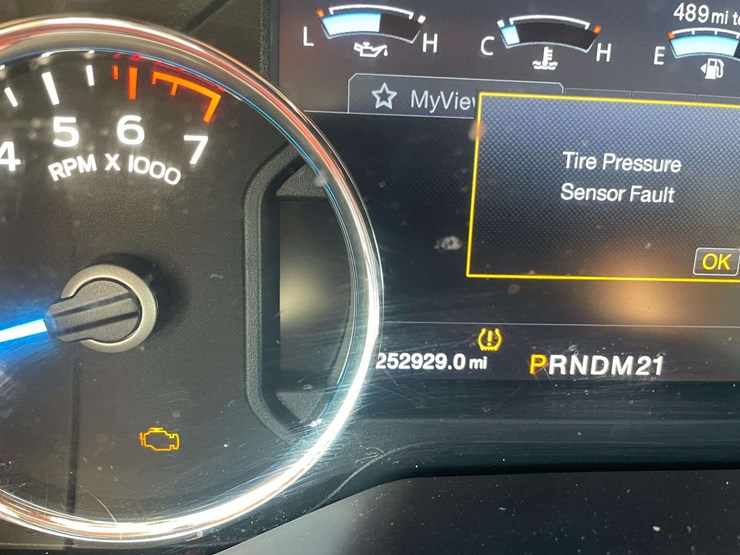 489 mi
L H
C H
E
MyView
4 5 6 7
RPM X 1000
Tire Pressure
Sensor Fault
OK
252929.0 mi
PRNDM21